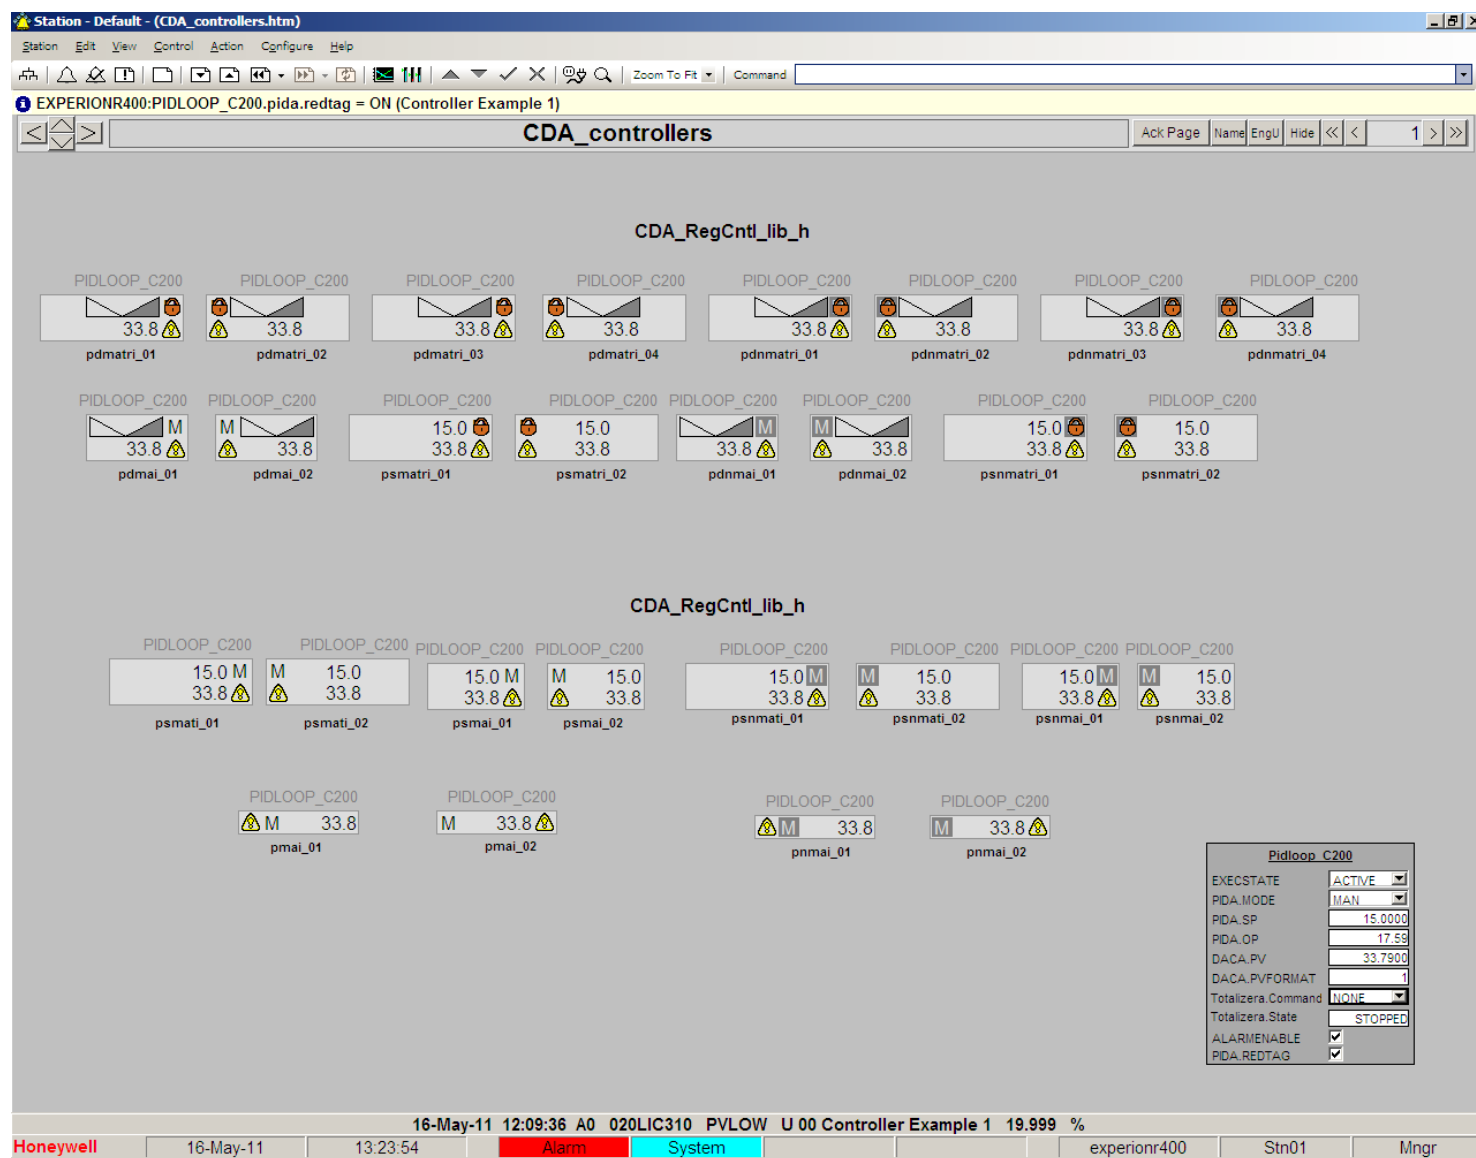 Station - Default - (CDA_controllers.htm)
Station Edit View Control Action Configure Help
Zoom To Fit Command
EXPERIONR400:PIDLOOP_C200.pida.redtag = ON (Controller Example 1)
CDA_controllers Ack Page Name EngU Hide 1
CDA_RegCntl_lib_h
PIDLOOP_C200 PIDLOOP_C200 PIDLOOP_C200 PIDLOOP_C200 PIDLOOP_C200 PIDLOOP_C200 PIDLOOP_C200 PIDLOOP_C200
33.8 33.8 33.8 33.8 33.8 33.8 33.8 33.8
pdmatri_01 pdmatri_02 pdmatri_03 pdmatri_04 pdnmatri_01 pdnmatri_02 pdnmatri_03 pdnmatri_04
PIDLOOP_C200 PIDLOOP_C200 PIDLOOP_C200 PIDLOOP_C200 PIDLOOP_C200 PIDLOOP_C200 PIDLOOP_C200 PIDLOOP_C200
M M 15.0 15.0 M M 15.0 15.0
33.8 33.8 33.8 33.8 33.8 33.8 33.8 33.8
pdmai_01 pdmai_02 psmatri_01 psmatri_02 pdnmai_01 pdnmai_02 psnmatri_01 psnmatri_02
CDA_RegCntl_lib_h
PIDLOOP_C200 PIDLOOP_C200 PIDLOOP_C200 PIDLOOP_C200 PIDLOOP_C200 PIDLOOP_C200 PIDLOOP_C200 PIDLOOP_C200
15.0 M M 15.0 15.0 M M 15.0 15.0 M M 15.0 15.0 M M 15.0
33.8 33.8 33.8 33.8 33.8 33.8 33.8 33.8
psmati_01 psmati_02 psmai_01 psmai_02 psnmati_01 psnmati_02 psnmai_01 psnmai_02
PIDLOOP_C200 PIDLOOP_C200 PIDLOOP_C200 PIDLOOP_C200
M 33.8 M 33.8 M 33.8 M 33.8
pmai_01 pmai_02 pnmai_01 pnmai_02
Pidloop_C200
EXECSTATE ACTIVE
PIDA.MODE MAN
PIDA.SP 15.0000
PIDA.OP 17.59
DACA.PV 33.7900
DACA.PVFORMAT 1
Totalizera.Command NONE
Totalizera.State STOPPED
ALARMENABLE
PIDA.REDTAG
16-May-11 12:09:36 A0 020LIC310 PVLOW U 00 Controller Example 1 19.999 %
Honeywell 16-May-11 13:23:54 Alarm System experionr400 Stn01 Mngr